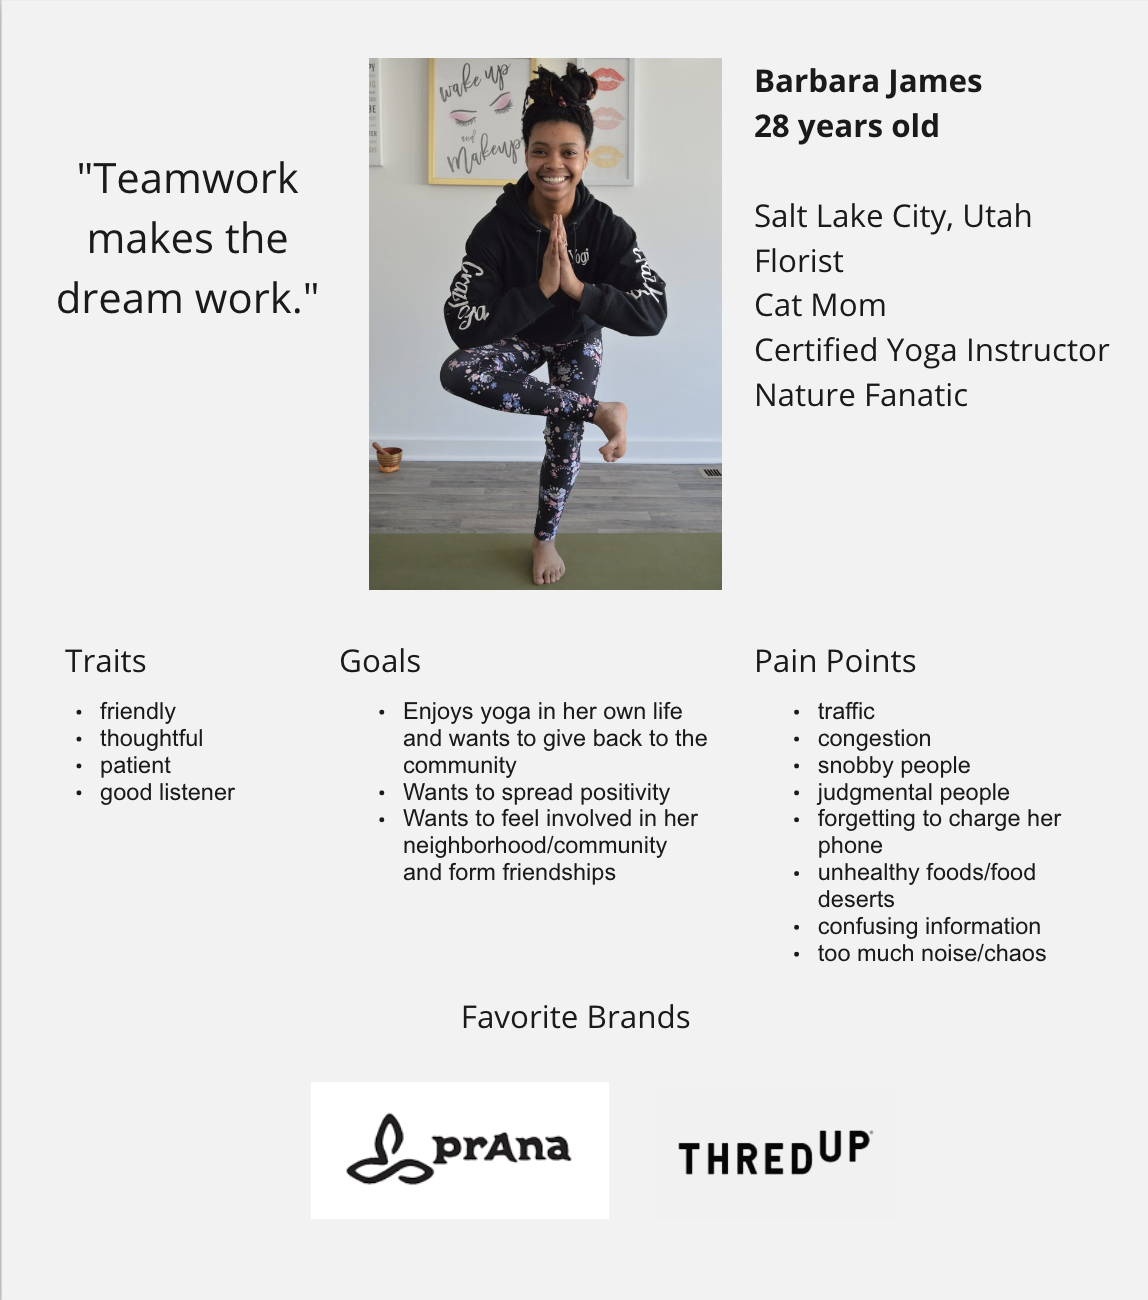 "Teamwork
makes the
dream work."
wake up
and
Makeup
Yogi
Barbara James
28 years old
Salt Lake City, Utah
Florist
Cat Mom
Certified Yoga Instructor
Nature Fanatic
Traits
• friendly
• thoughtful
• patient
• good listener
Goals
• Enjoys yoga in her own life
and wants to give back to the
community
• Wants to spread positivity
• Wants to feel involved in her
neighborhood/community
and form friendships
Pain Points
• traffic
• congestion
• snobby people
• judgmental people
• forgetting to charge her
phone
• unhealthy foods/food
deserts
• confusing information
• too much noise/chaos
Favorite Brands
prAna
THREDUP